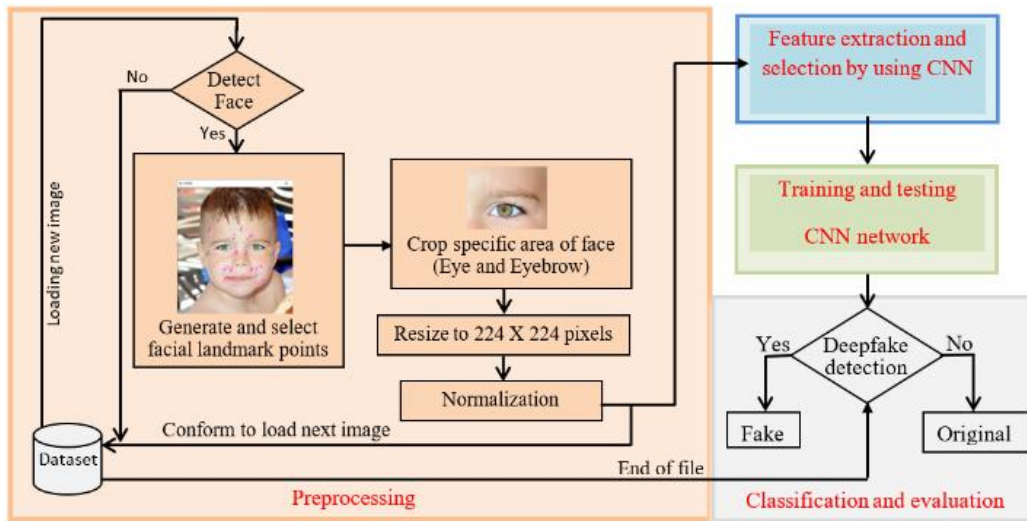 Loading new image
No
Detect
Face
Yes
Generate and select
facial landmark points
Crop specific area of face
(Eye and Eyebrow)
Resize to 224 X 224 pixels
Normalization
Conform to load next image
Dataset
End of file
Preprocessing
Feature extraction and
selection by using CNN
Training and testing
CNN network
Deepfake
detection
Yes
No
Fake
Original
Classification and evaluation